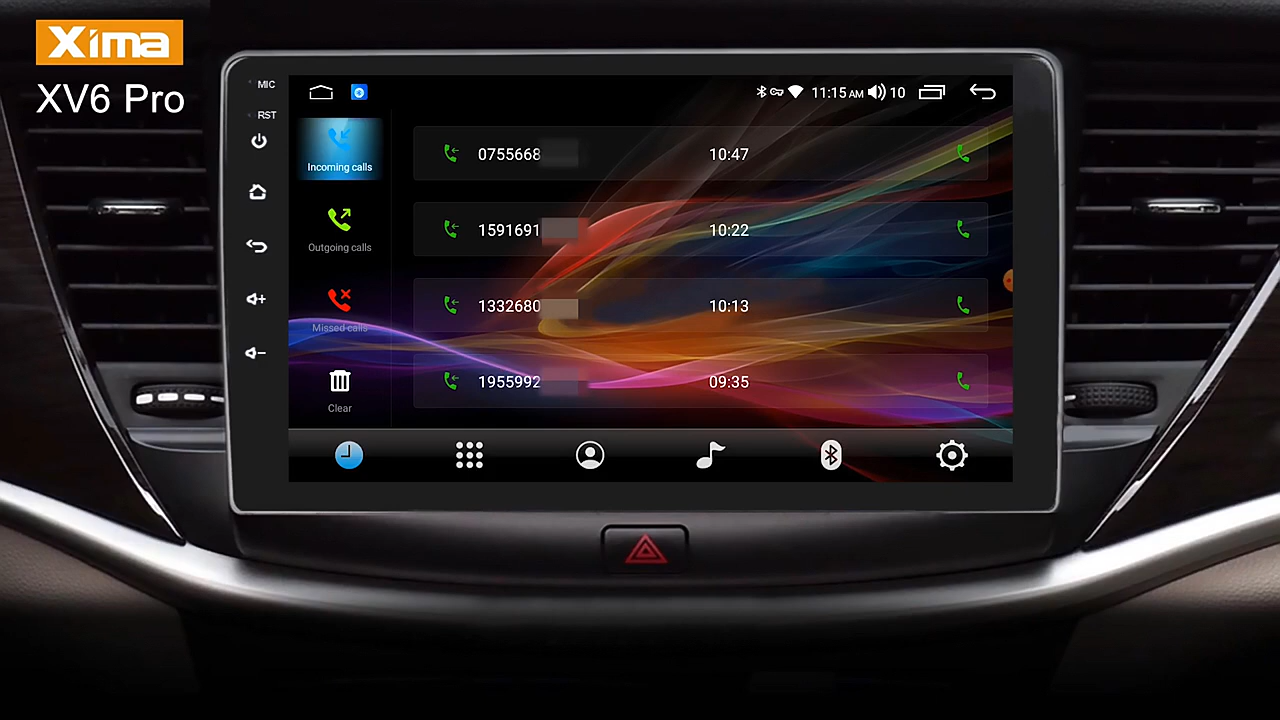 Xima
XV6 Pro
MIC
RST
11:15 AM 10
Incoming calls
Outgoing calls
Missed calls
Clear
0755668 10:47
1591691 10:22
1332680 10:13
1955992 09:35